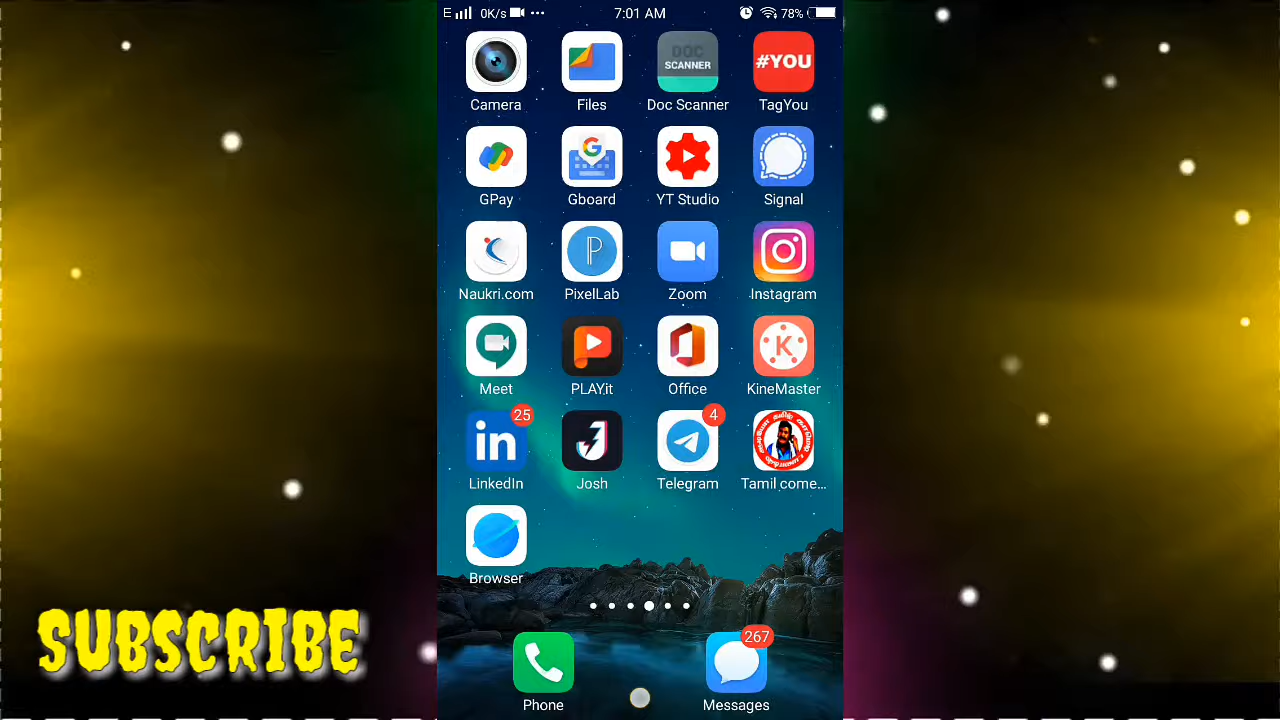 E 0K/s 7:01 AM 78%
DOC
SCANNER
#YOU
Camera Files Doc Scanner TagYou
G
GPay Gboard YT Studio Signal
P
Naukri.com PixelLab Zoom Instagram
K
Meet PLAYit Office KineMaster
25 4
in
LinkedIn Josh Telegram Tamil come...
Browser
SUBSCRIBE
267
Phone Messages